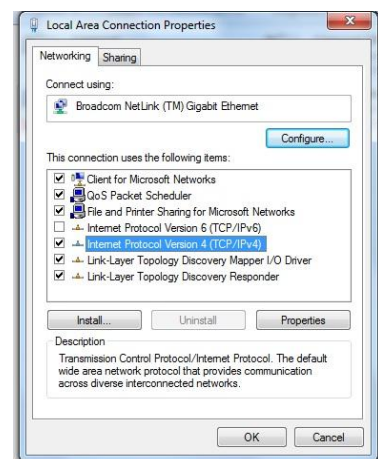 Local Area Connection Properties
Networking
Sharing
Connect using:
Broadcom NetLink (TM) Gigabit Ethernet
Configure...
This connection uses the following items:
Client for Microsoft Networks
QoS Packet Scheduler
File and Printer Sharing for Microsoft Networks
Internet Protocol Version 6 (TCP/IPv6)
Internet Protocol Version 4 (TCP/IPv4)
Link-Layer Topology Discovery Mapper I/O Driver
Link-Layer Topology Discovery Responder
Install...
Uninstall
Properties
Description
Transmission Control Protocol/Internet Protocol. The default
wide area network protocol that provides communication
across diverse interconnected networks.
OK
Cancel